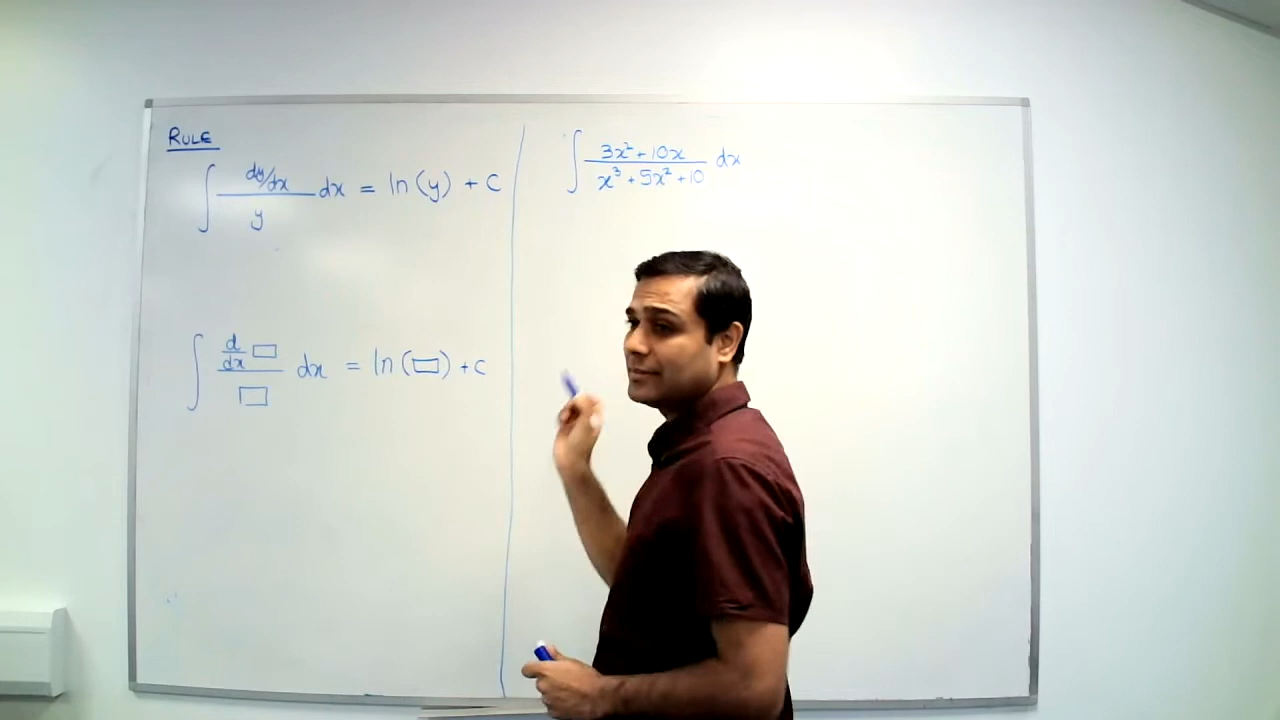 RULE
∫ (dy/dx)/y dx = ln(y) + c
∫ (d/dx □)/□ dx = ln(□) + c
∫ (3x² + 10x)/(x³ + 5x² + 10) dx